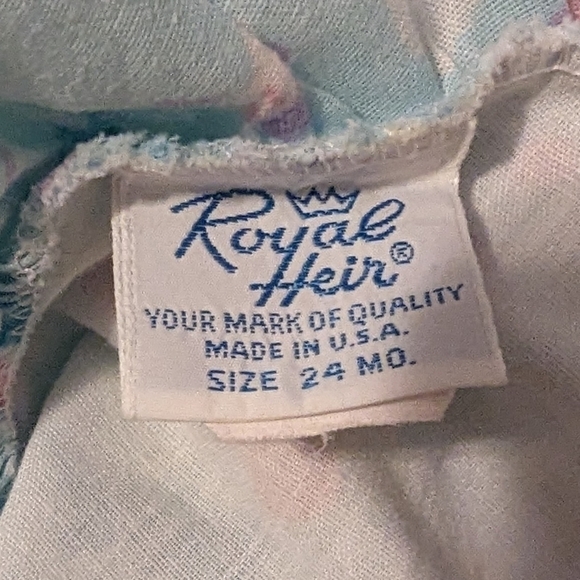 Royal
Heir®
YOUR MARK OF QUALITY
MADE IN U.S.A.
SIZE 24 MO.